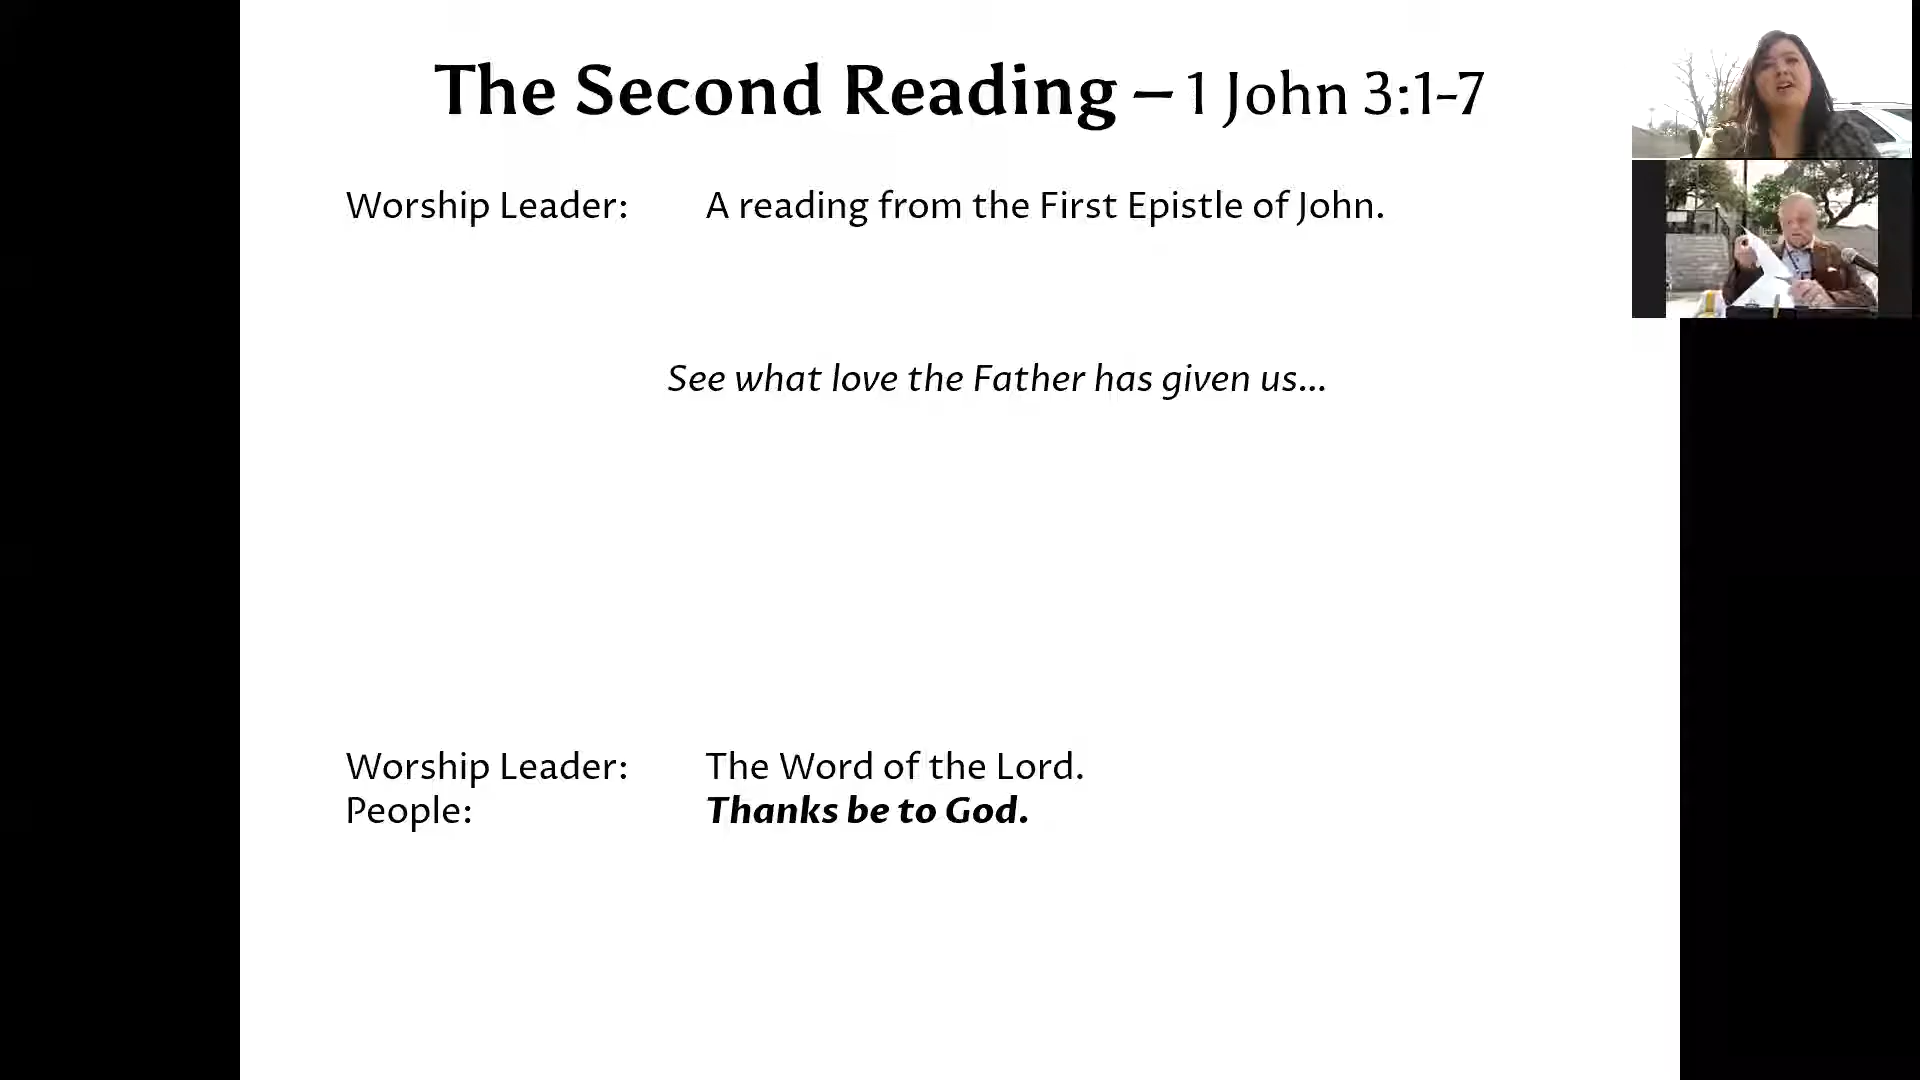 The Second Reading – 1 John 3:1-7
Worship Leader: A reading from the First Epistle of John.
See what love the Father has given us...
Worship Leader: The Word of the Lord.
People: Thanks be to God.